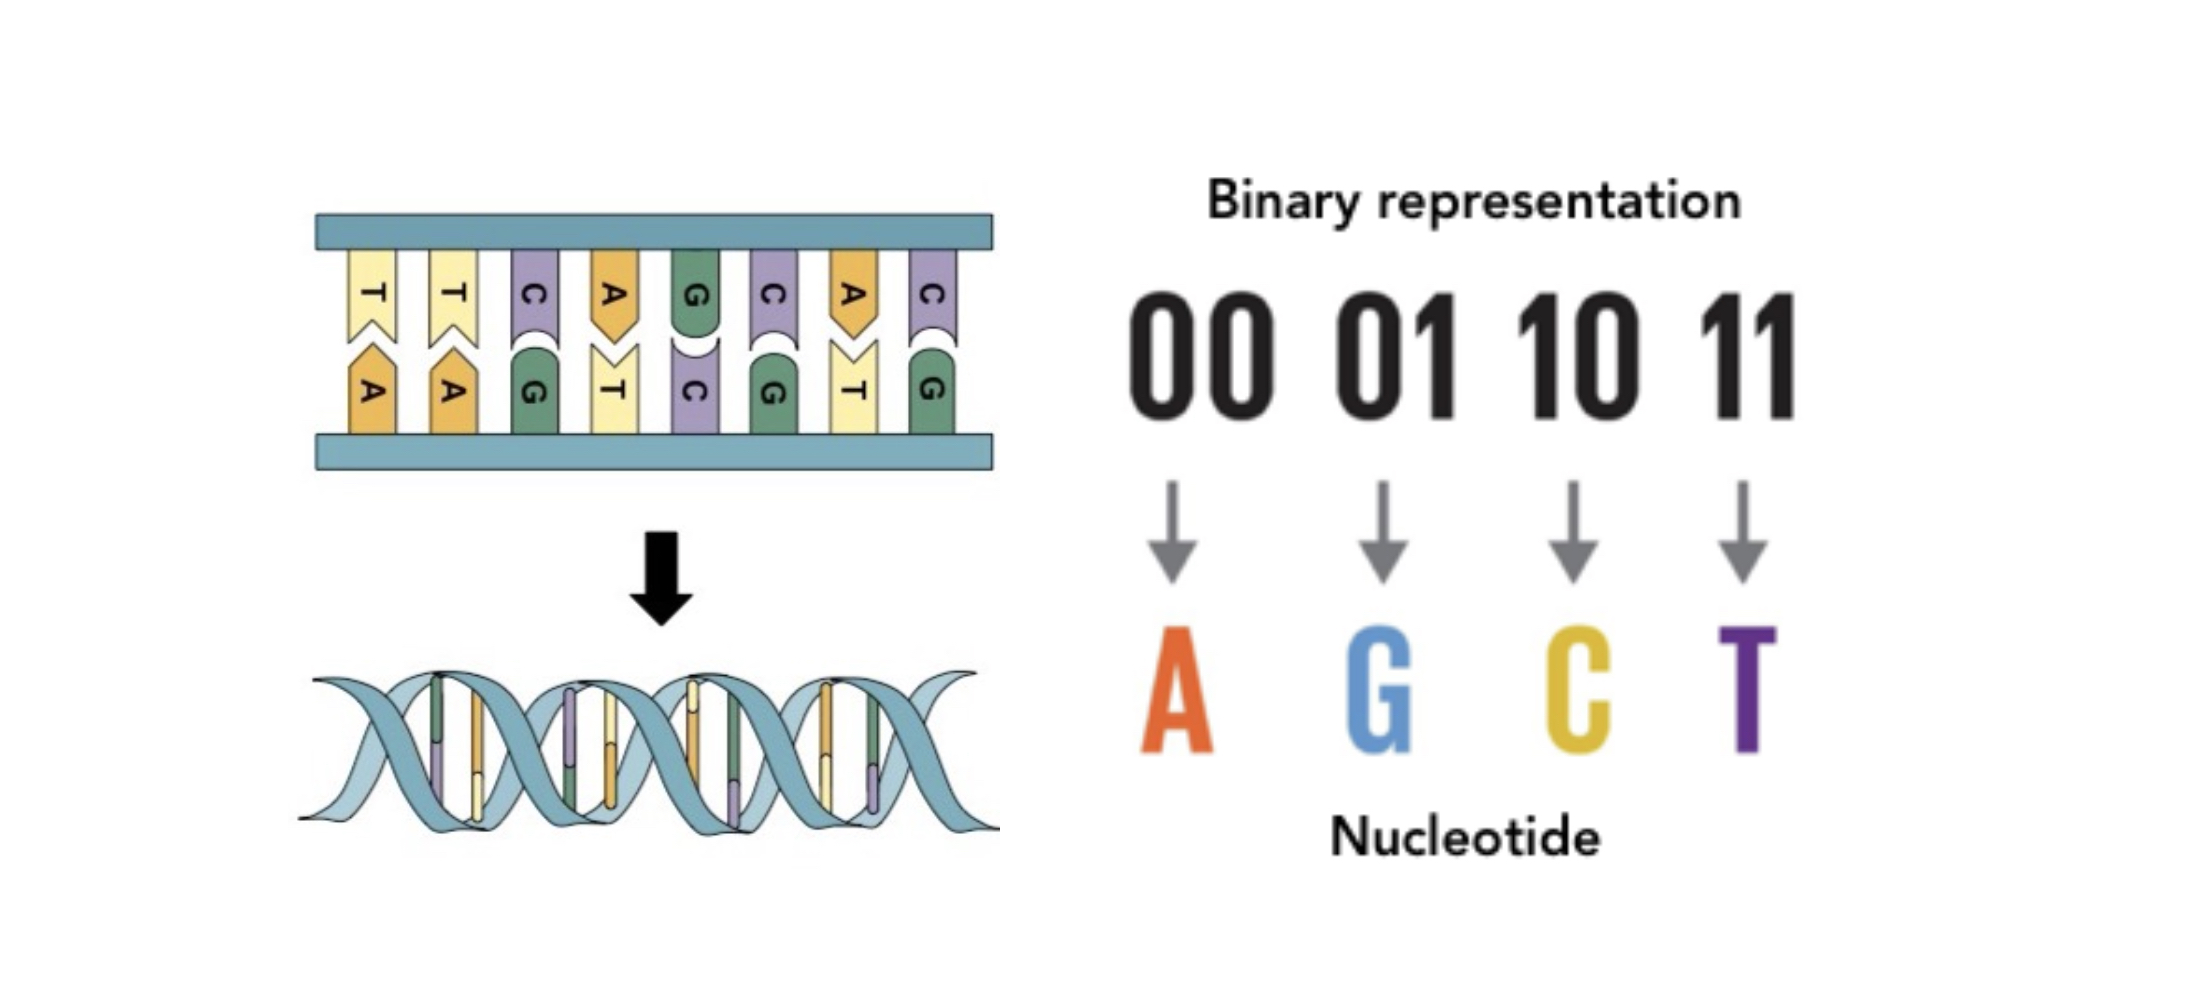 T T C A G C A C
A A G T C G T G
Binary representation
00 01 10 11
A G C T
Nucleotide